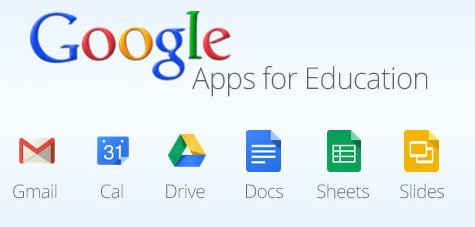 Google
Apps for Education
31
Gmail Cal Drive Docs Sheets Slides